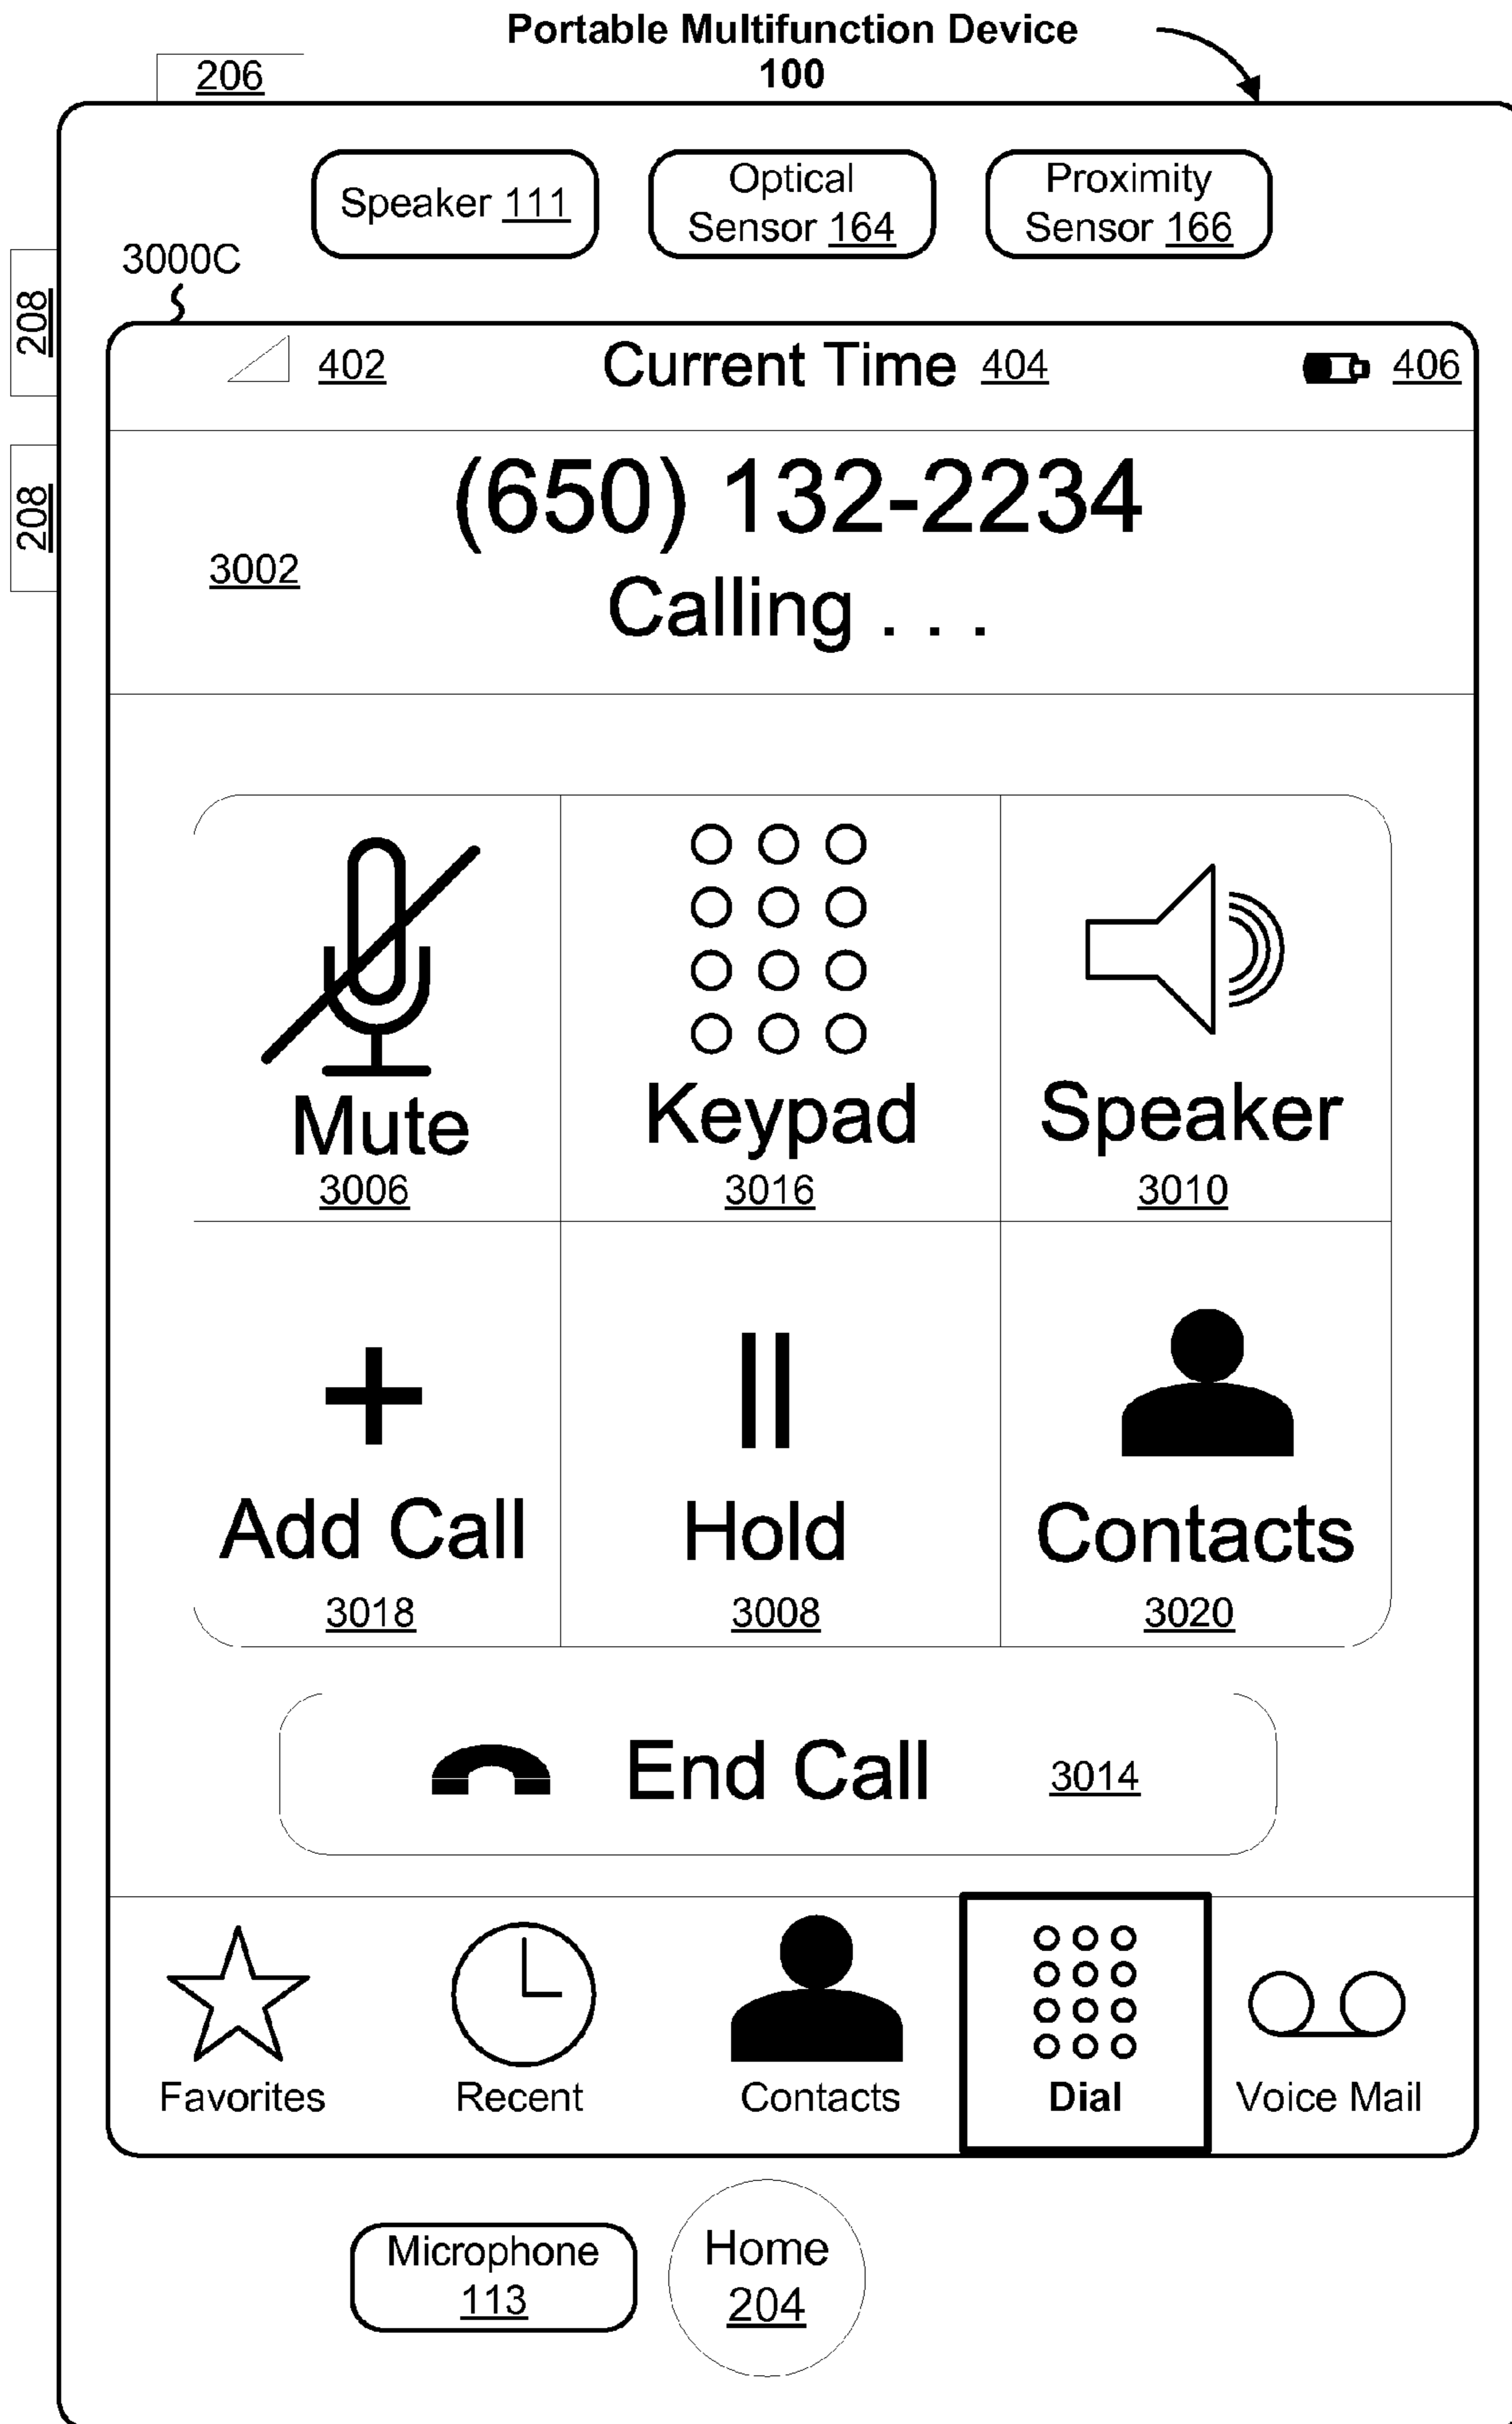 Portable Multifunction Device
100
206
Speaker 111
Optical
Sensor 164
Proximity
Sensor 166
3000C
208
402
Current Time 404
406
(650) 132-2234
208
3002
Calling . . .
Mute
3006
Keypad
3016
Speaker
3010
Add Call
3018
Hold
3008
Contacts
3020
End Call 3014
Favorites
Recent
Contacts
Dial
Voice Mail
Microphone
113
Home
204